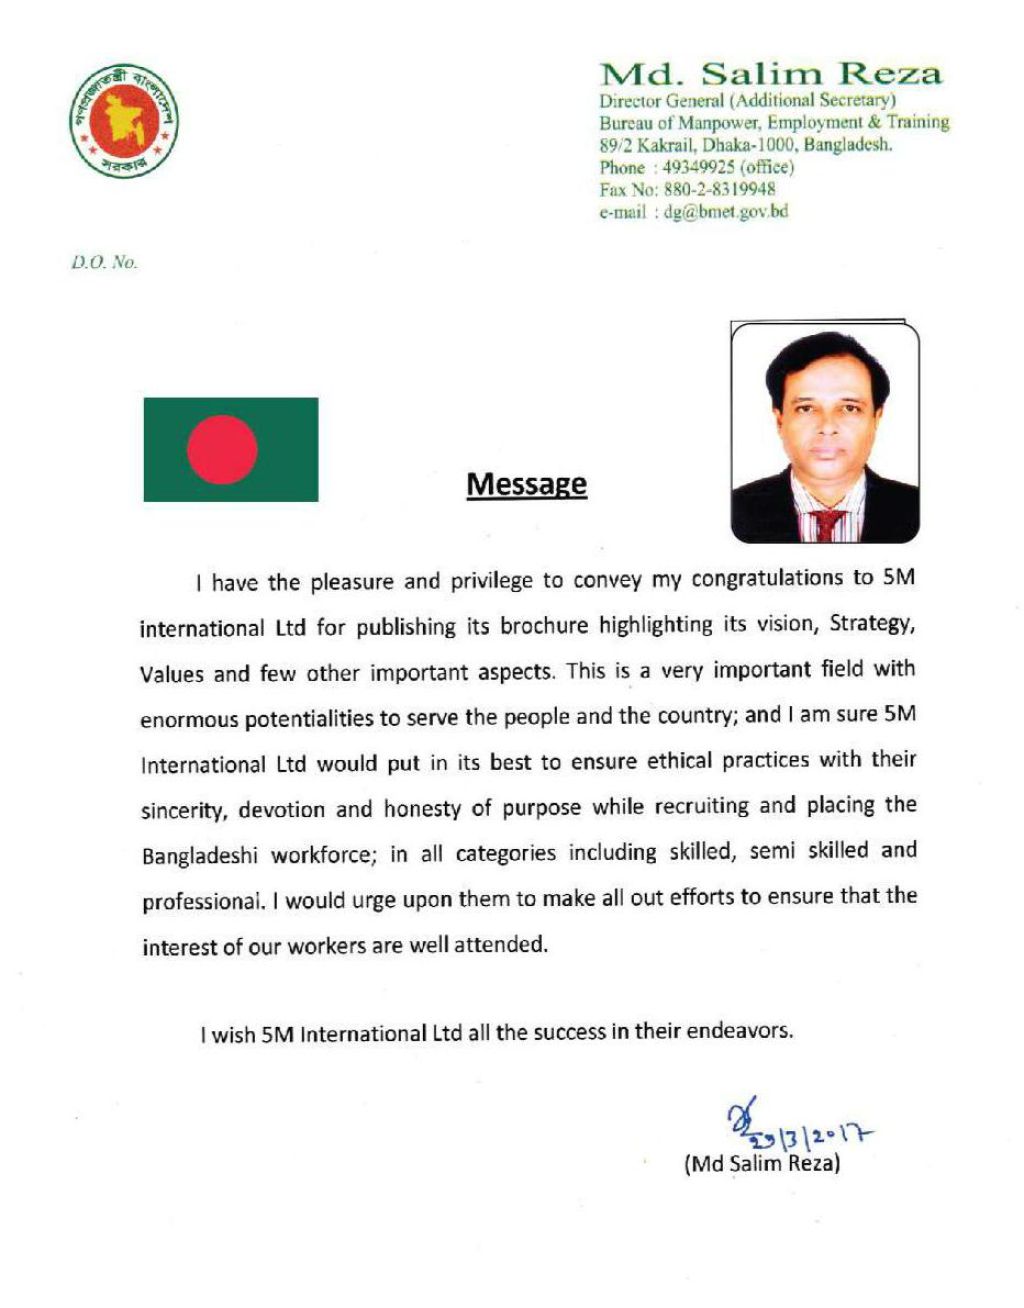 গণপ্রজাতন্ত্রী বাংলাদেশ
সরকার
Md. Salim Reza
Director General (Additional Secretary)
Bureau of Manpower, Employment & Training
89/2 Kakrail, Dhaka-1000, Bangladesh.
Phone : 49349925 (office)
Fax No: 880-2-8319948
e-mail : dg@bmet.gov.bd
D.O. No.
Message
I have the pleasure and privilege to convey my congratulations to 5M
international Ltd for publishing its brochure highlighting its vision, Strategy,
Values and few other important aspects. This is a very important field with
enormous potentialities to serve the people and the country; and I am sure 5M
International Ltd would put in its best to ensure ethical practices with their
sincerity, devotion and honesty of purpose while recruiting and placing the
Bangladeshi workforce; in all categories including skilled, semi skilled and
professional. I would urge upon them to make all out efforts to ensure that the
interest of our workers are well attended.
I wish 5M International Ltd all the success in their endeavors.
/3/2017
(Md Salim Reza)